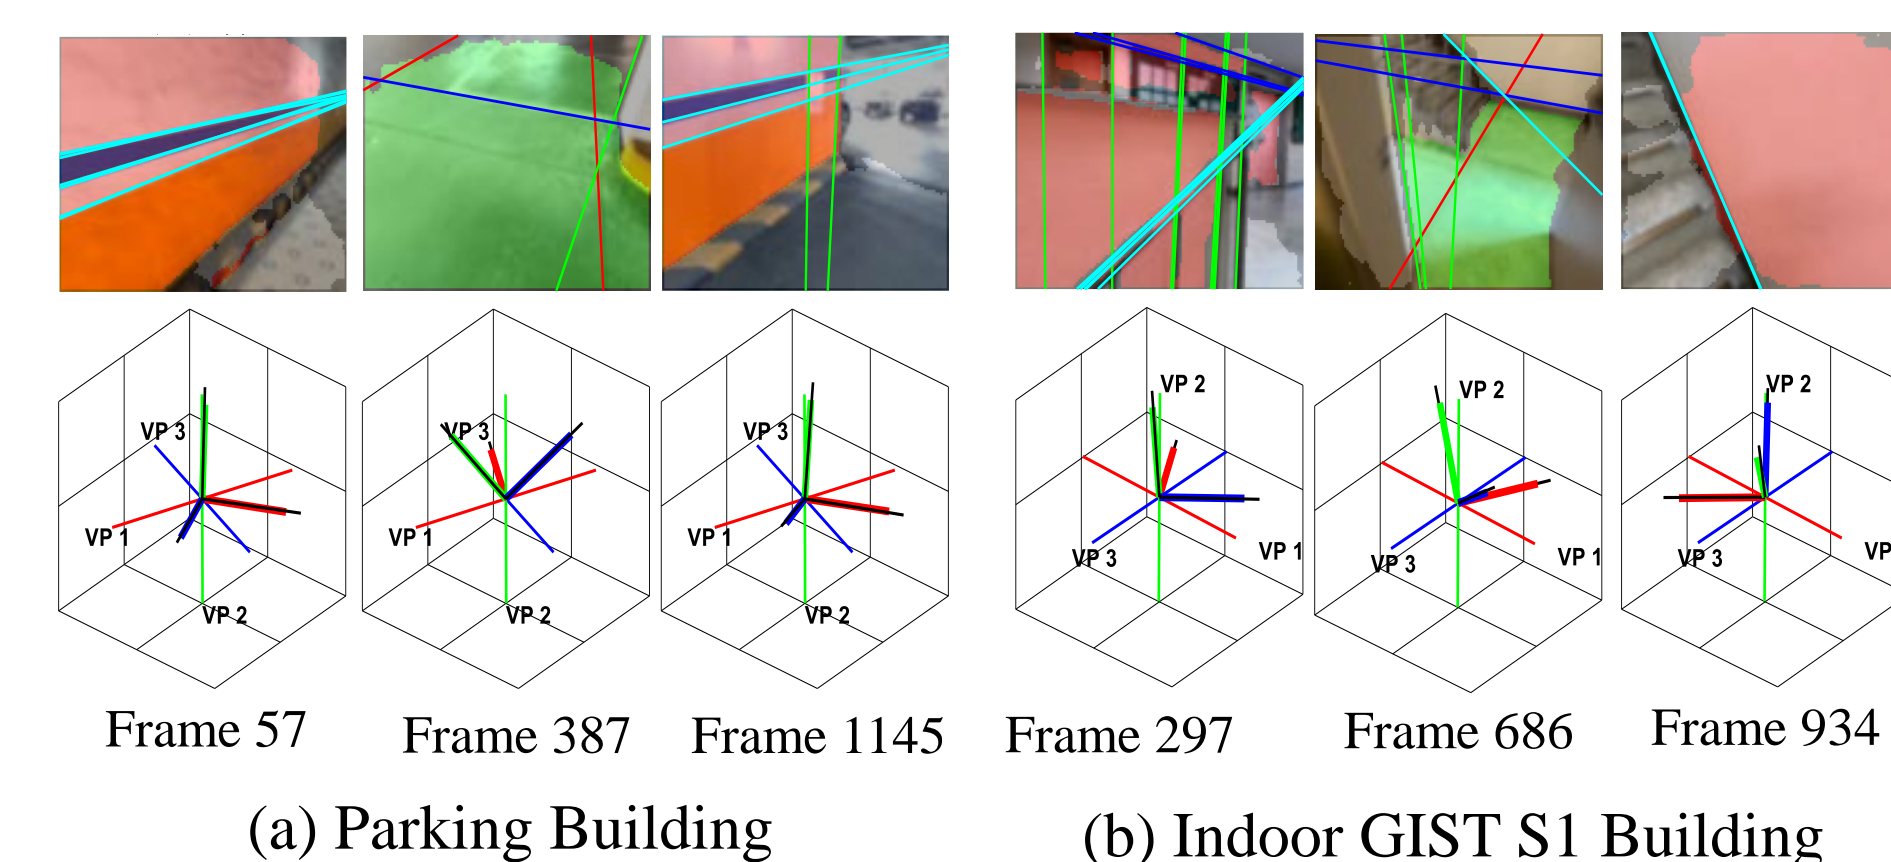 VP 3
VP 1
VP 2
VP 3
VP 1
VP 2
VP 3
VP 1
VP 2
VP 2
VP 3
VP 1
VP 2
VP 3
VP 1
VP 2
VP 3
VP
Frame 57
Frame 387
Frame 1145
Frame 297
Frame 686
Frame 934
(a) Parking Building
(b) Indoor GIST S1 Building